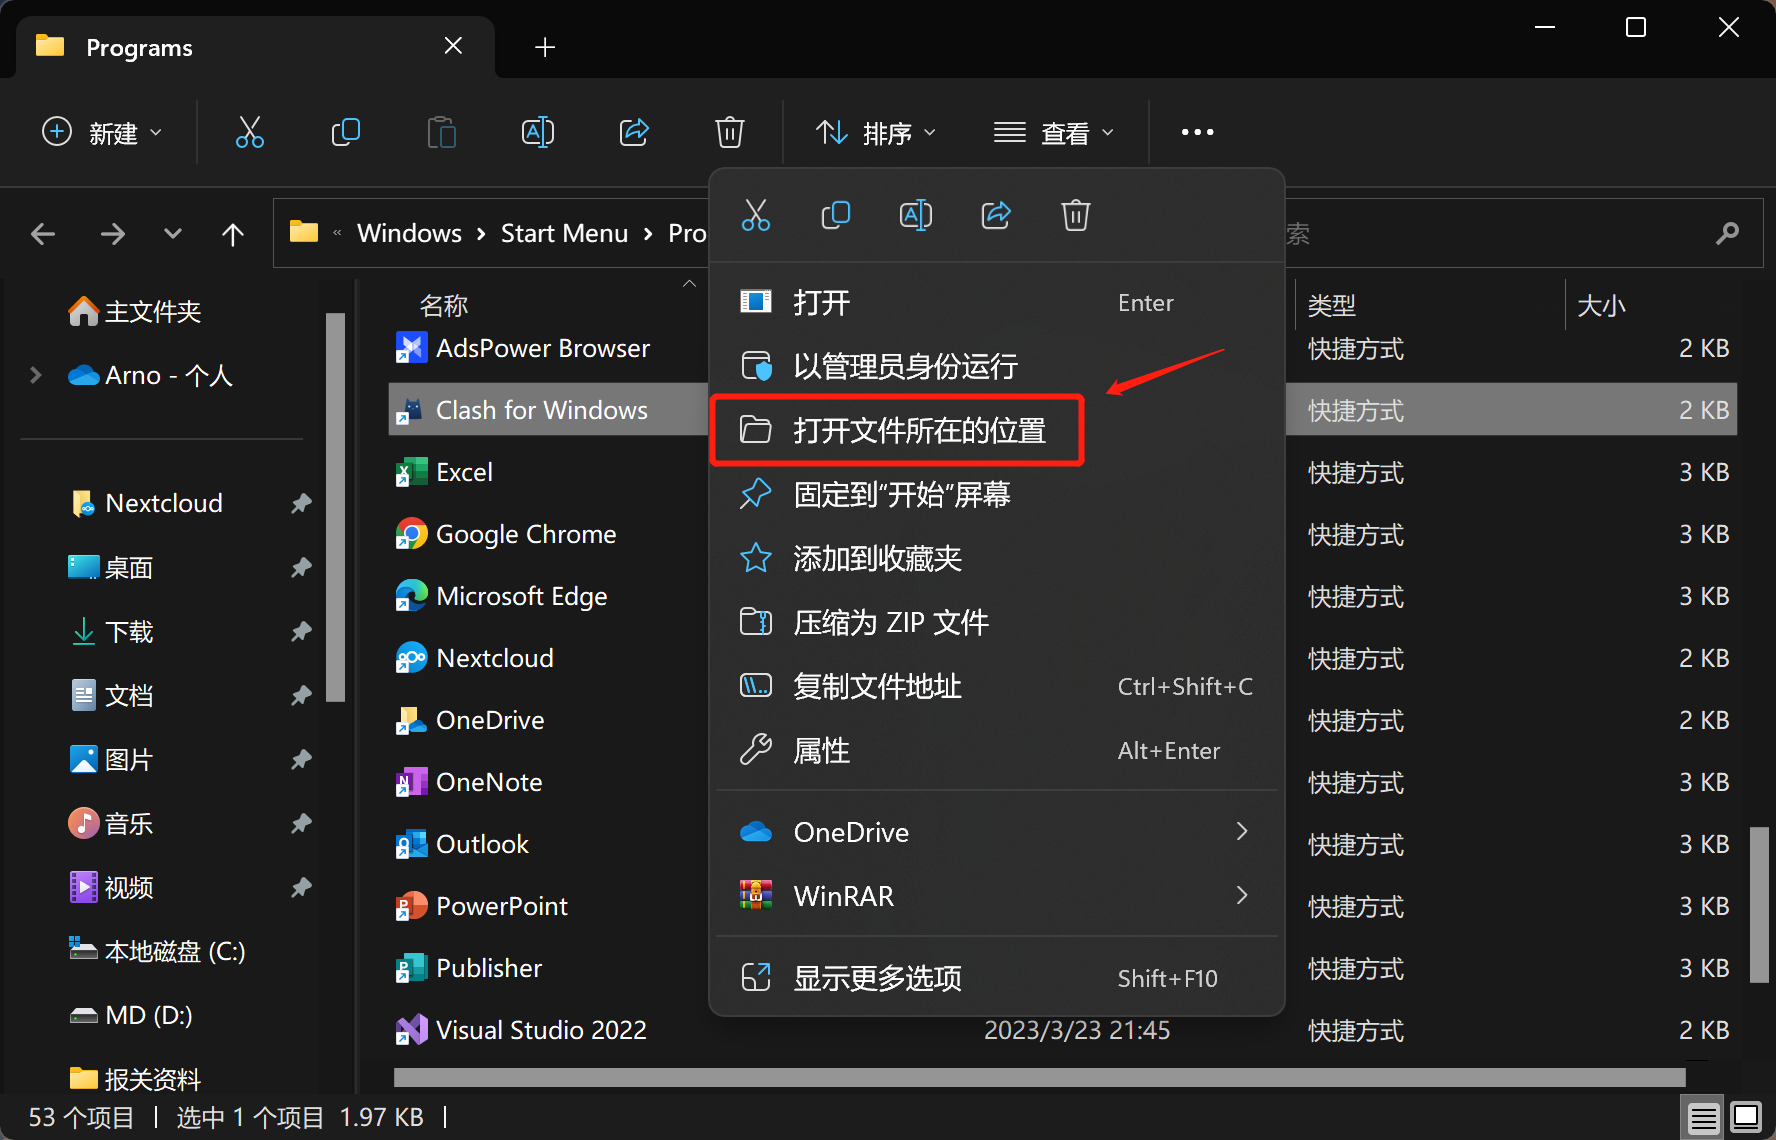 Programs
新建
排序
查看
Windows
Start Menu
Pro
索
主文件夹
Arno - 个人
Nextcloud
桌面
下载
文档
图片
音乐
视频
本地磁盘 (C:)
MD (D:)
报关资料
名称
类型
大小
AdsPower Browser
快捷方式
2 KB
Clash for Windows
快捷方式
2 KB
Excel
快捷方式
3 KB
Google Chrome
快捷方式
3 KB
Microsoft Edge
快捷方式
3 KB
Nextcloud
快捷方式
2 KB
OneDrive
快捷方式
2 KB
OneNote
快捷方式
3 KB
Outlook
快捷方式
3 KB
PowerPoint
快捷方式
3 KB
Publisher
快捷方式
3 KB
Visual Studio 2022
2023/3/23 21:45
快捷方式
2 KB
打开
Enter
以管理员身份运行
打开文件所在的位置
固定到"开始"屏幕
添加到收藏夹
压缩为 ZIP 文件
复制文件地址
Ctrl+Shift+C
属性
Alt+Enter
OneDrive
WinRAR
显示更多选项
Shift+F10
53 个项目
选中 1 个项目 1.97 KB